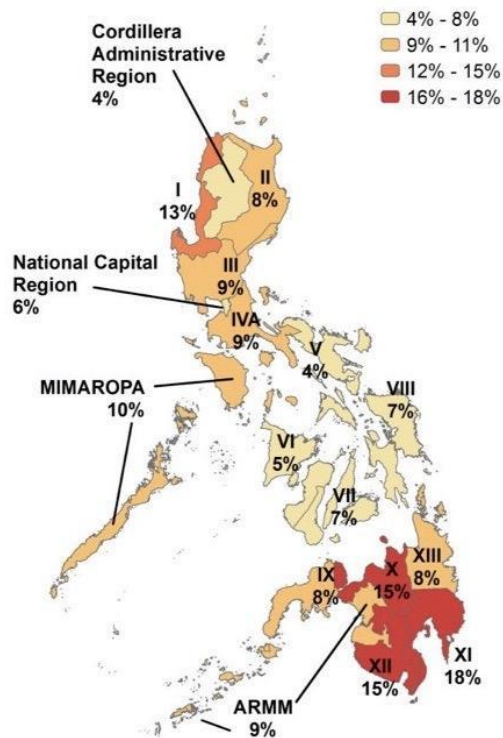 4% - 8%
9% - 11%
12% - 15%
16% - 18%
Cordillera
Administrative
Region
4%
I
13%
II
8%
III
9%
National Capital
Region
6%
IVA
9%
V
4%
MIMAROPA
10%
VIII
7%
VI
5%
VII
7%
IX
8%
X
15%
XIII
8%
XII
15%
XI
18%
ARMM
9%